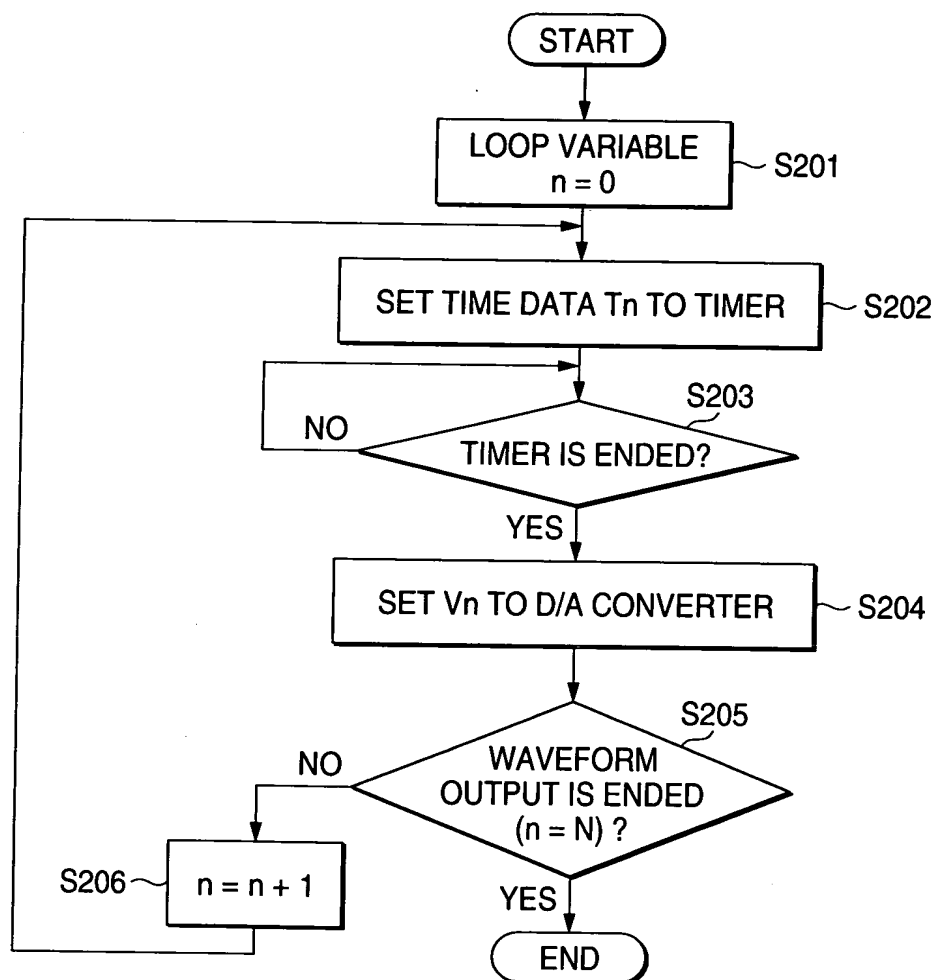 START
LOOP VARIABLE
n = 0
S201
SET TIME DATA Tn TO TIMER
S202
S203
NO
TIMER IS ENDED?
YES
SET Vn TO D/A CONVERTER
S204
S205
NO
WAVEFORM
OUTPUT IS ENDED
(n = N) ?
S206
n = n + 1
YES
END